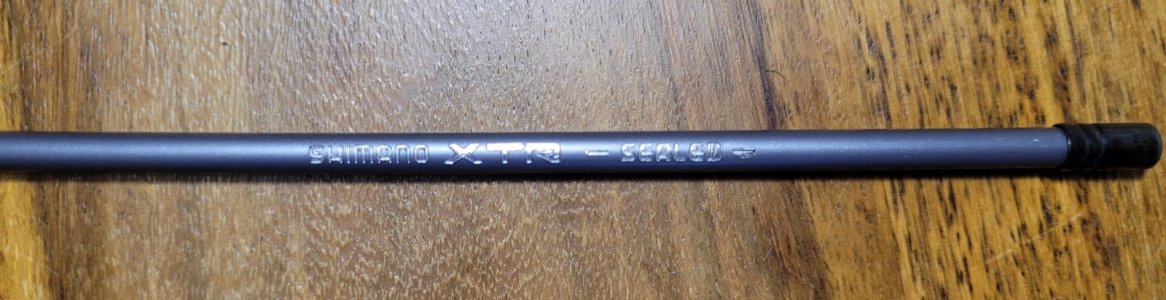 SHIMANO XTR - SEALED -